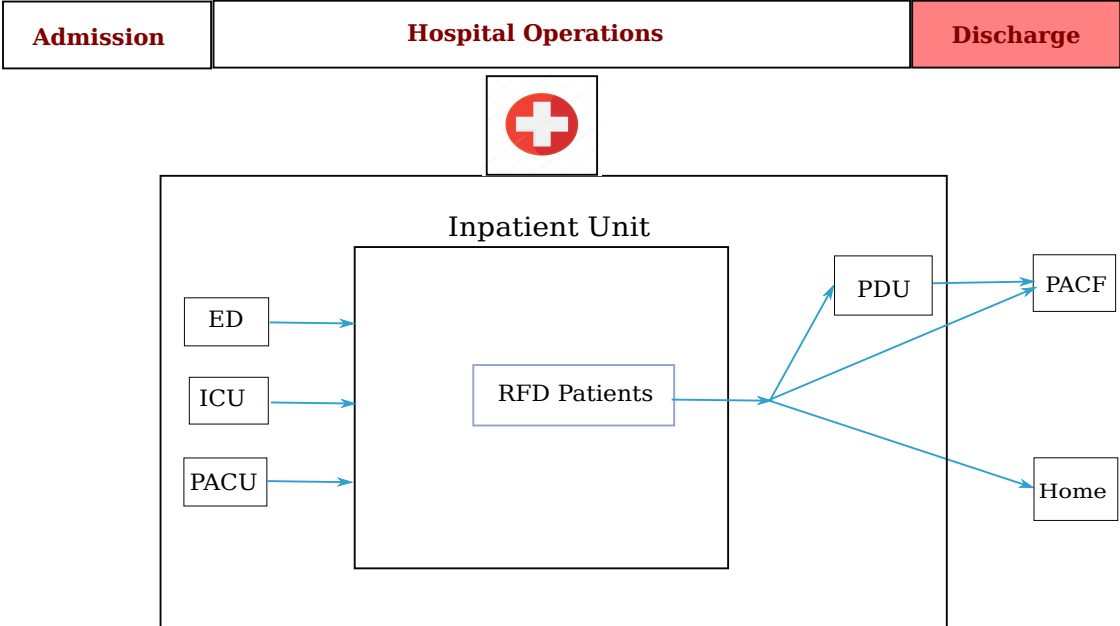 Admission
Hospital Operations
Discharge
Inpatient Unit
ED
ICU
PACU
RFD Patients
PDU
PACF
Home